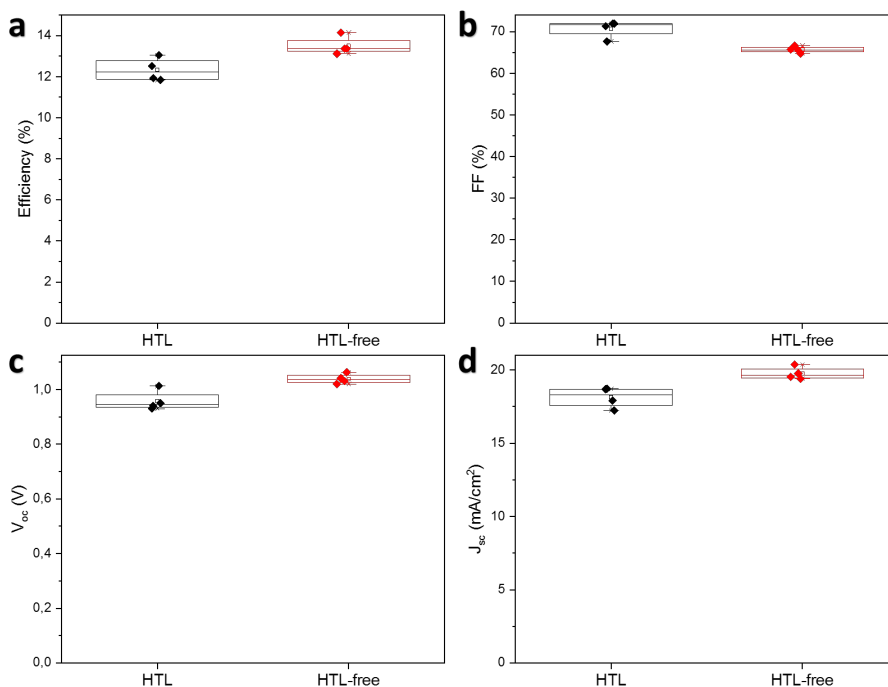 a
14
12
10
8
6
4
2
0
Efficiency (%)
HTL HTL-free
b
70
60
50
40
30
20
10
0
FF (%)
HTL HTL-free
c
1,0
0,8
0,6
0,4
0,2
0,0
Voc (V)
HTL HTL-free
d
20
15
10
5
0
Jsc (mA/cm²)
HTL HTL-free